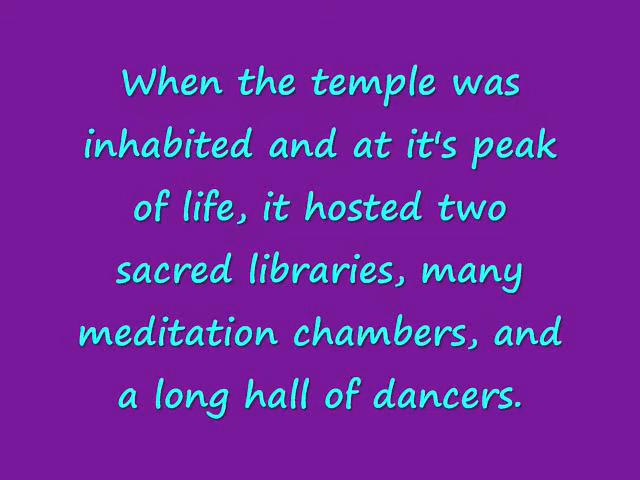 When the temple was
inhabited and at it's peak
of life, it hosted two
sacred libraries, many
meditation chambers, and
a long hall of dancers.